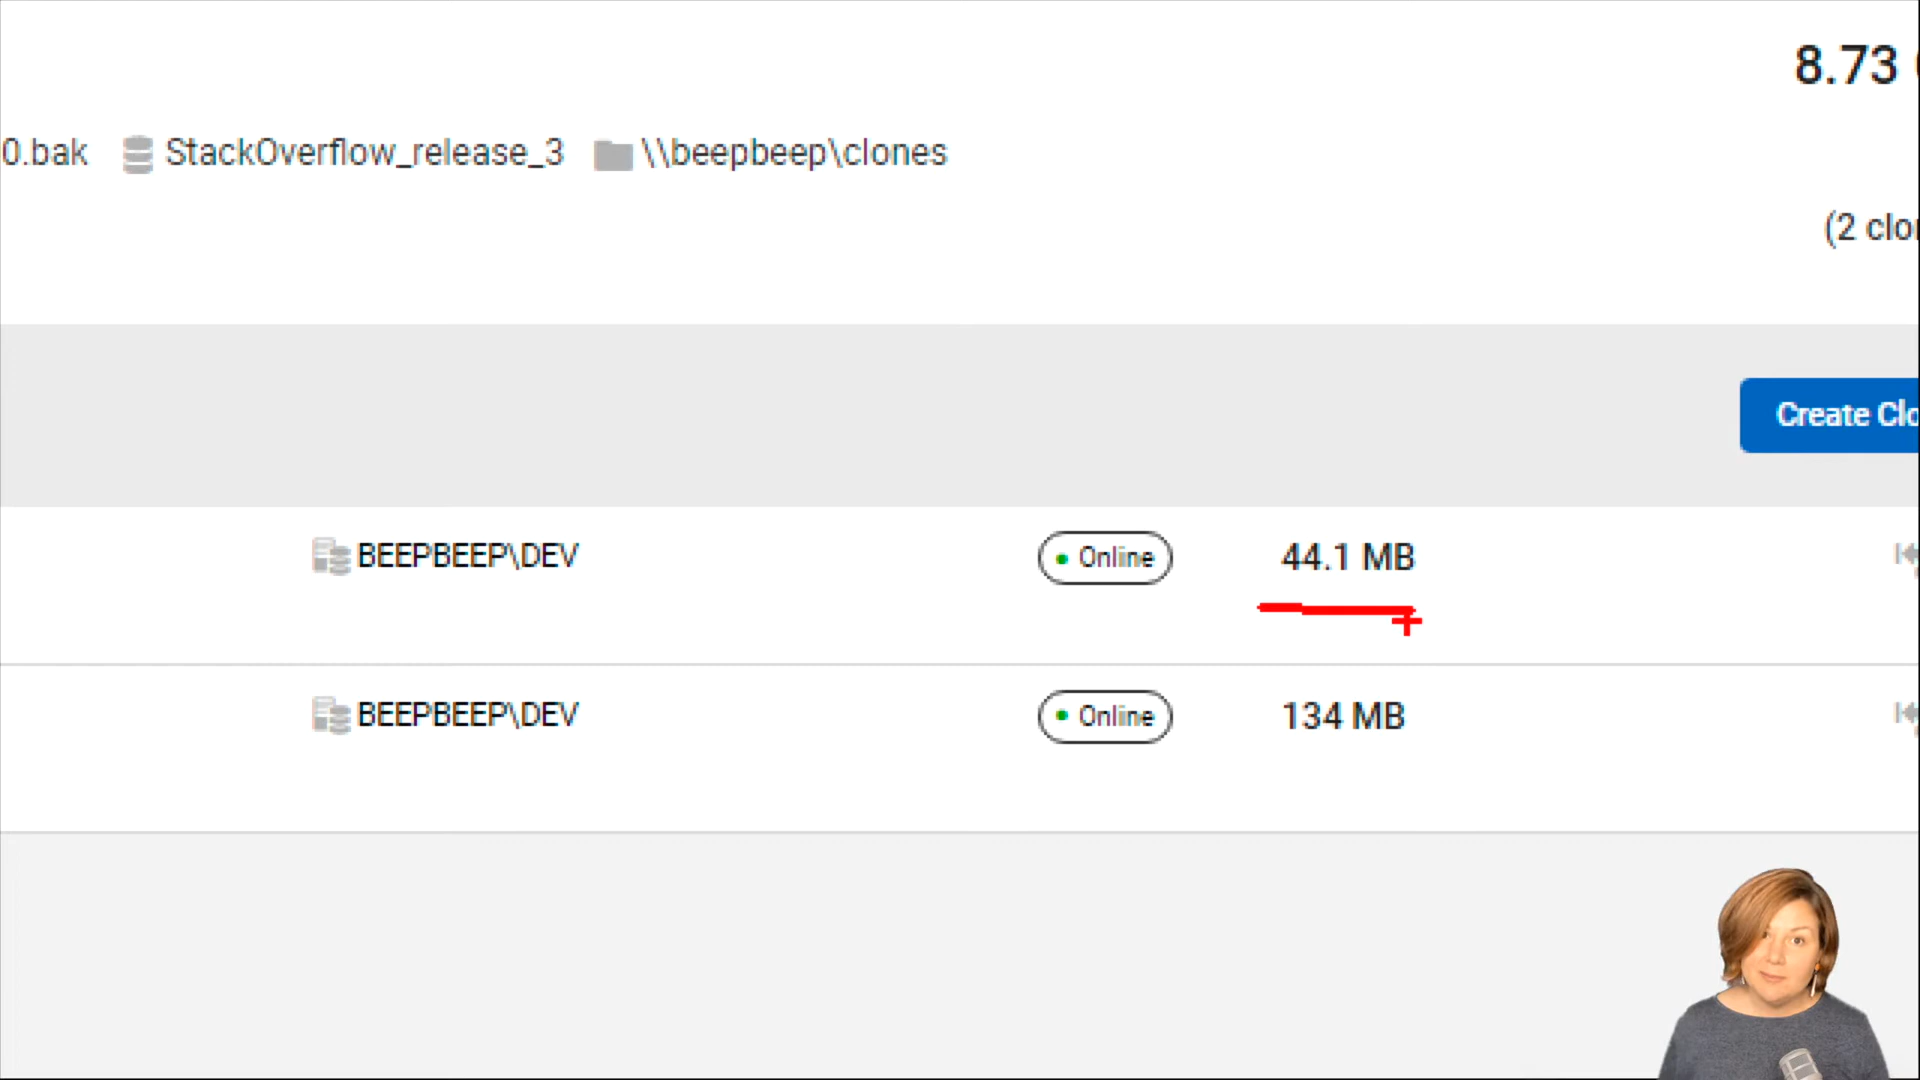 8.73
0.bak StackOverflow_release_3 \\beepbeep\clones
(2 clo
Create Clo
BEEPBEEP\DEV Online 44.1 MB
BEEPBEEP\DEV Online 134 MB